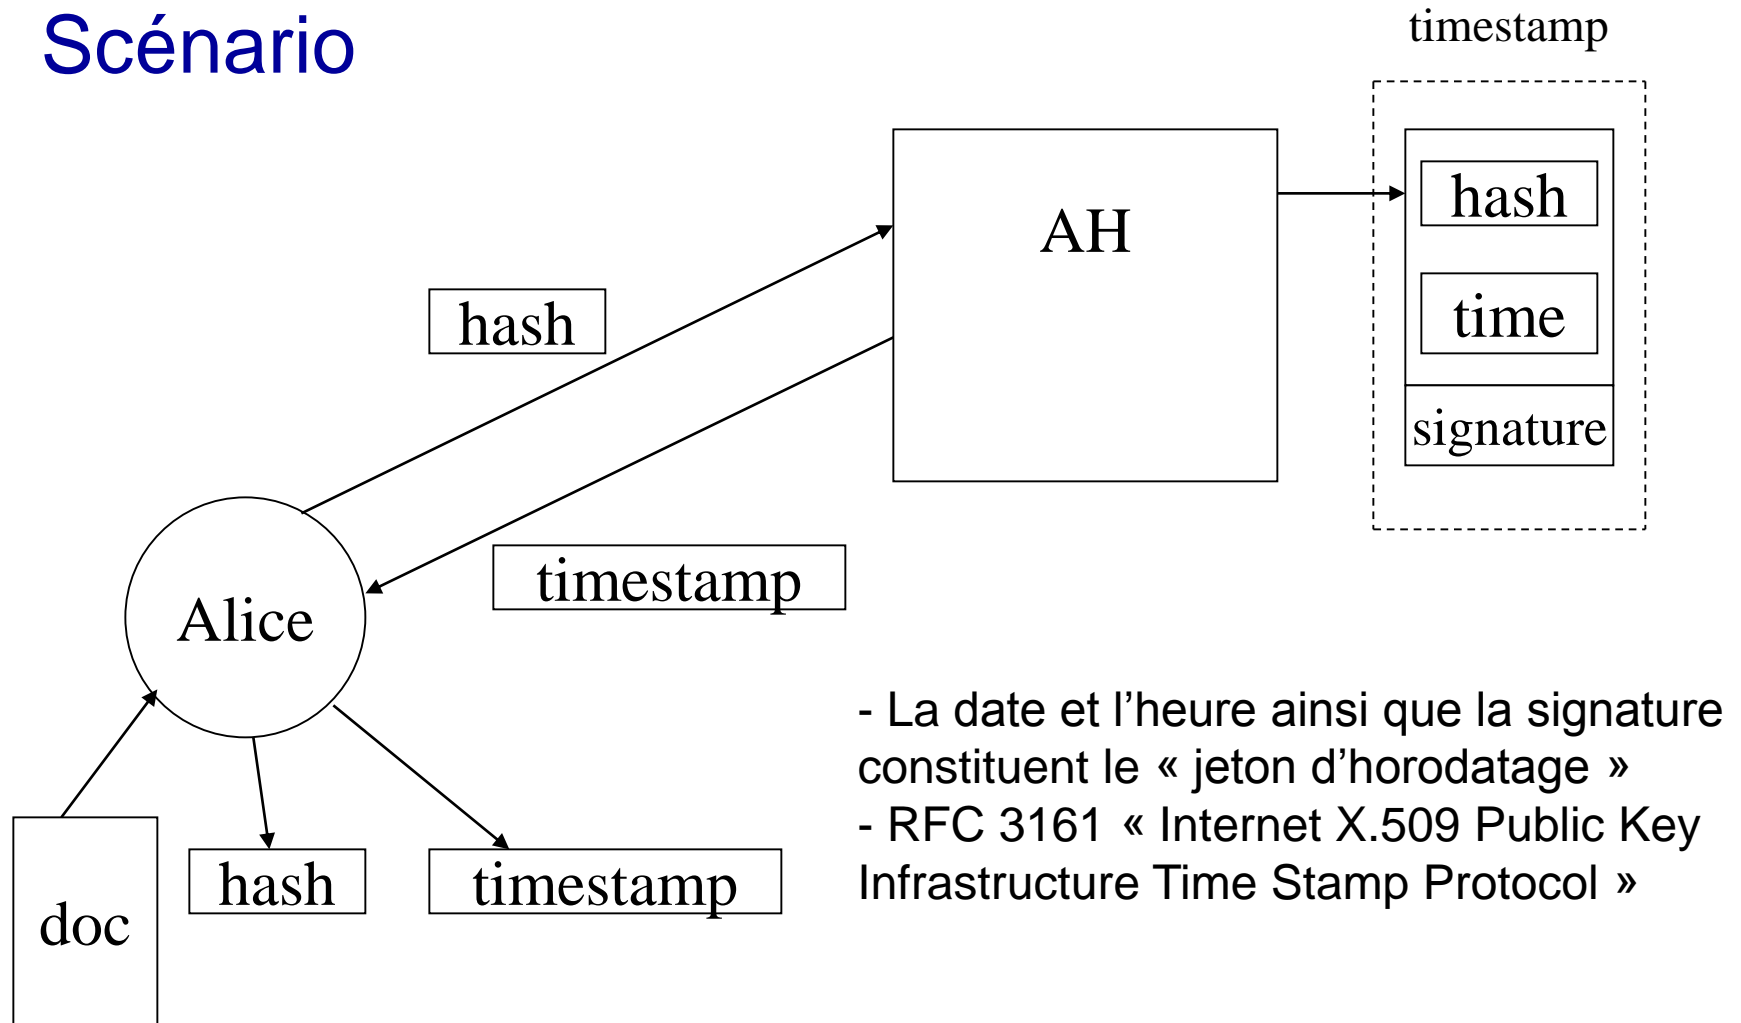 Scénario
timestamp
hash
AH
time
hash
signature
timestamp
Alice
- La date et l’heure ainsi que la signature
constituent le « jeton d’horodatage »
- RFC 3161 « Internet X.509 Public Key
Infrastructure Time Stamp Protocol »
hash
timestamp
doc